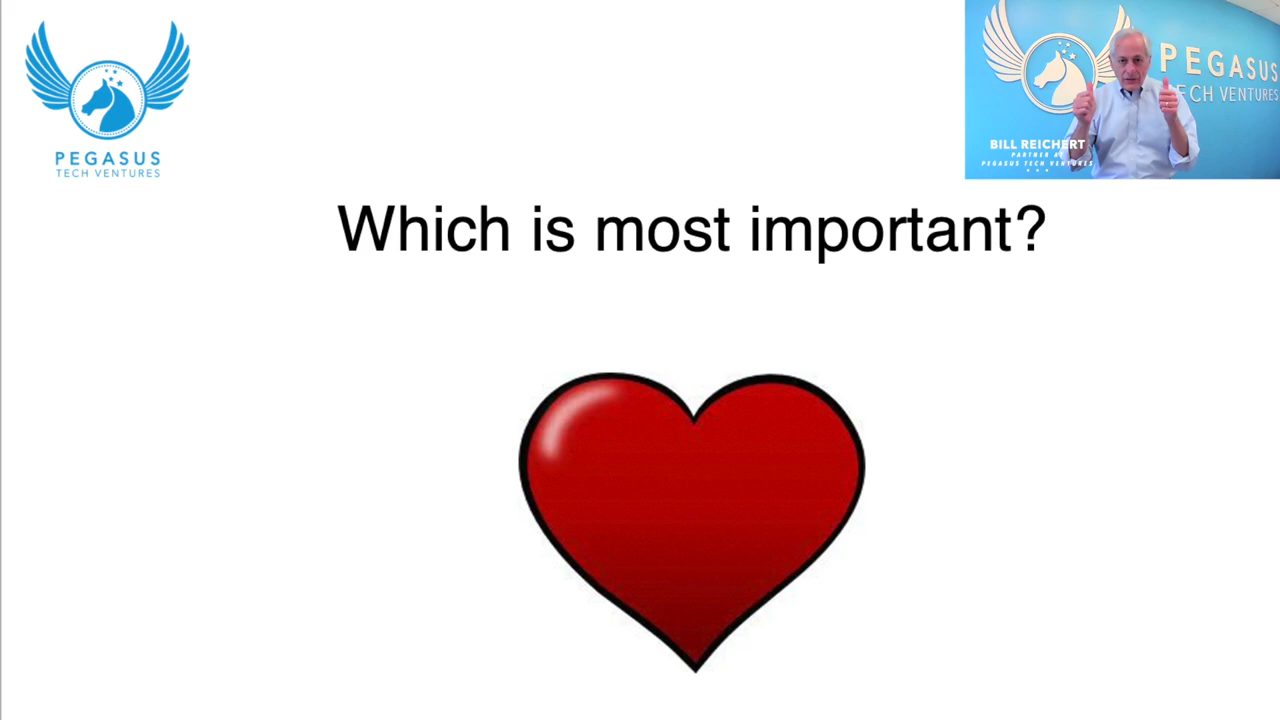 PEGASUS
TECH VENTURES
PEGASUS
TECH VENTURES
BILL REICHERT
PARTNER AT
PEGASUS TECH VENTURES
Which is most important?